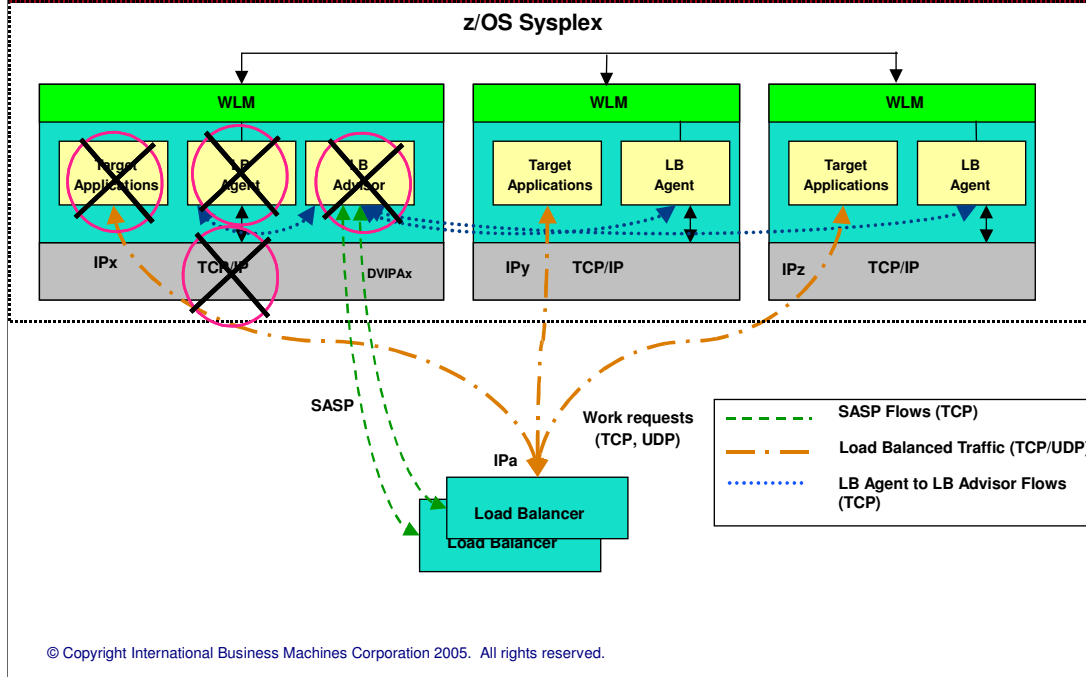 z/OS Sysplex
WLM
WLM
WLM
Target
Applications
LB
Agent
LB
Advisor
Target
Applications
LB
Agent
Target
Applications
LB
Agent
IPx
TCP/IP
DVIPAx
IPy
TCP/IP
IPz
TCP/IP
SASP
Work requests
(TCP, UDP)
IPa
Load Balancer
Load Balancer
SASP Flows (TCP)
Load Balanced Traffic (TCP/UDP)
LB Agent to LB Advisor Flows
(TCP)
© Copyright International Business Machines Corporation 2005. All rights reserved.